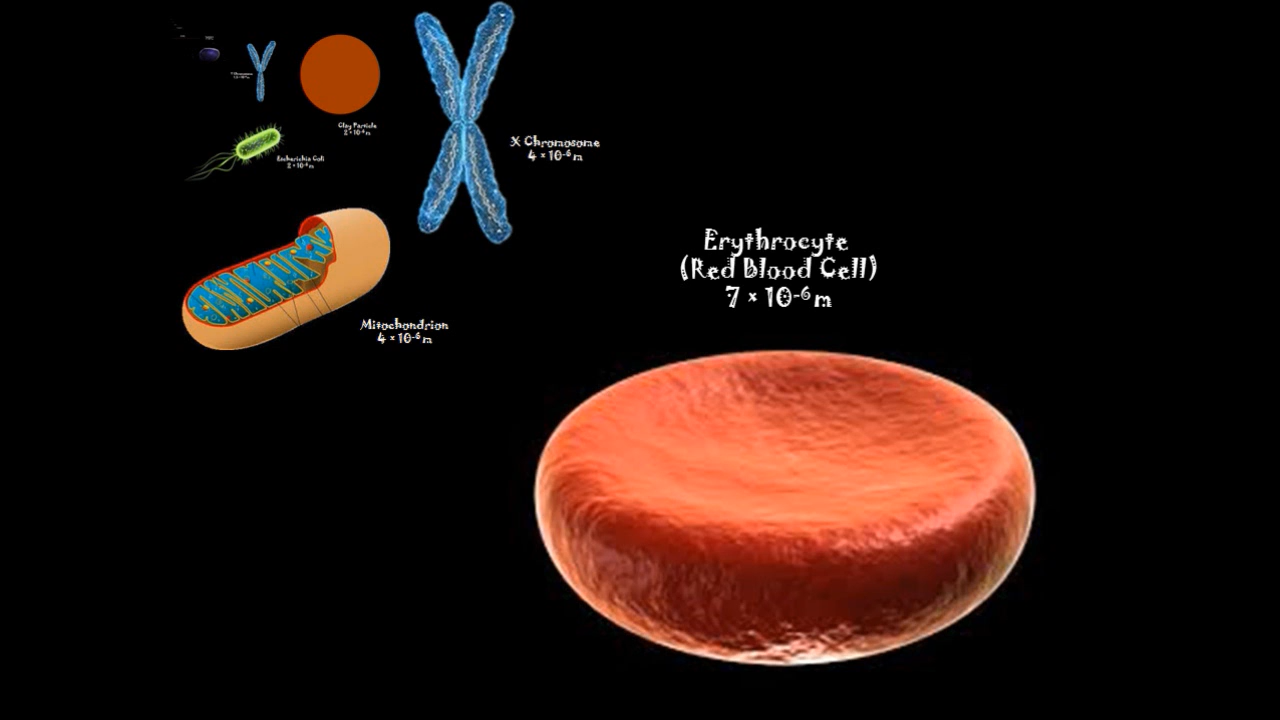 Clay Particle
2 × 10⁻⁶ m
X Chromosome
4 × 10⁻⁶ m
Escherichia Coli
2 × 10⁻⁶ m
Erythrocyte
(Red Blood Cell)
7 × 10⁻⁶ m
Mitochondrion
4 × 10⁻⁶ m